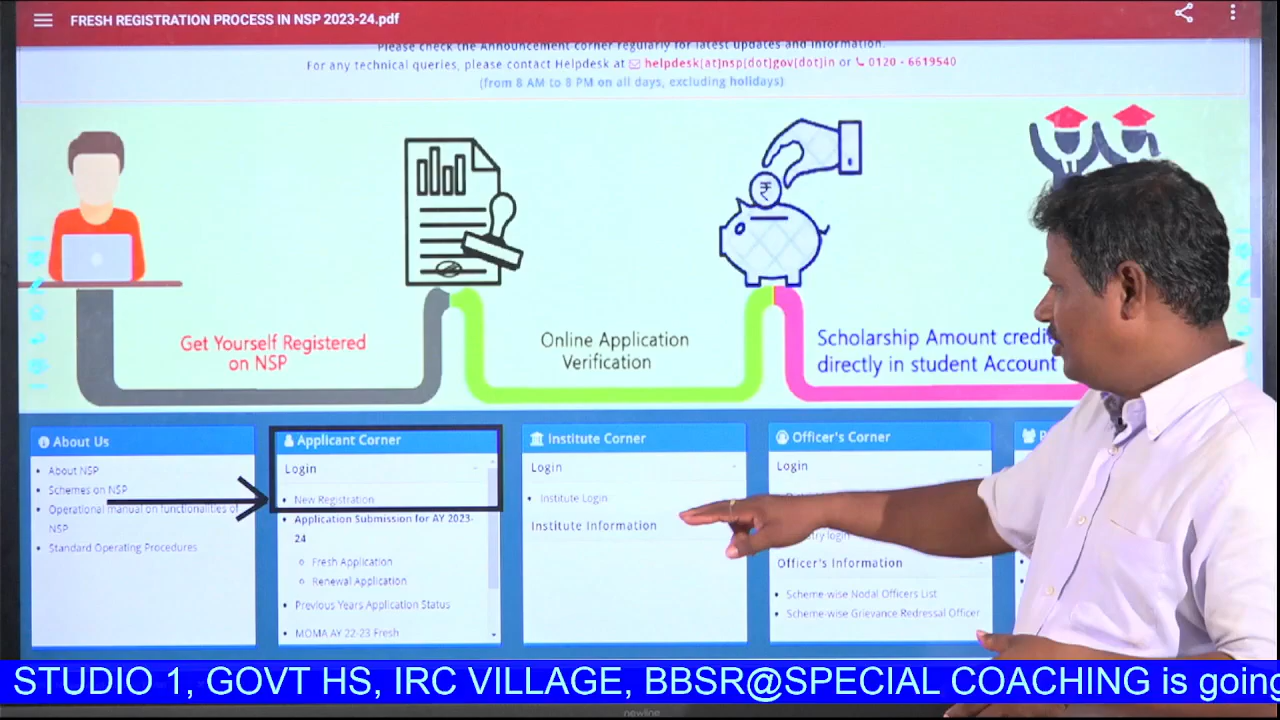 FRESH REGISTRATION PROCESS IN NSP 2023-24.pdf
Please check the Announcement corner regularly for latest updates and information.
For any technical queries, please contact Helpdesk at helpdesk[at]nsp[dot]gov[dot]in or 0120 - 6619540
(from 8 AM to 8 PM on all days, excluding holidays)
₹
Get Yourself Registered
on NSP
Online Application
Verification
Scholarship Amount
directly in student Account
About Us
About NSP
Schemes on NSP
Operational manual on functionalities of
NSP
Standard Operating Procedures
Applicant Corner
Login
New Registration
Application Submission for AY 2023-
24
Fresh Application
Renewal Application
Previous Years Application Status
MOMA AY 22-23 Fresh
Institute Corner
Login
Institute Login
Institute Information
Officer's Corner
Login
login
Officer's Information
Scheme-wise Nodal Officers List
Scheme-wise Grievance Redressal Officer
STUDIO 1, GOVT HS, IRC VILLAGE, BBSR@SPECIAL COACHING is going
newline